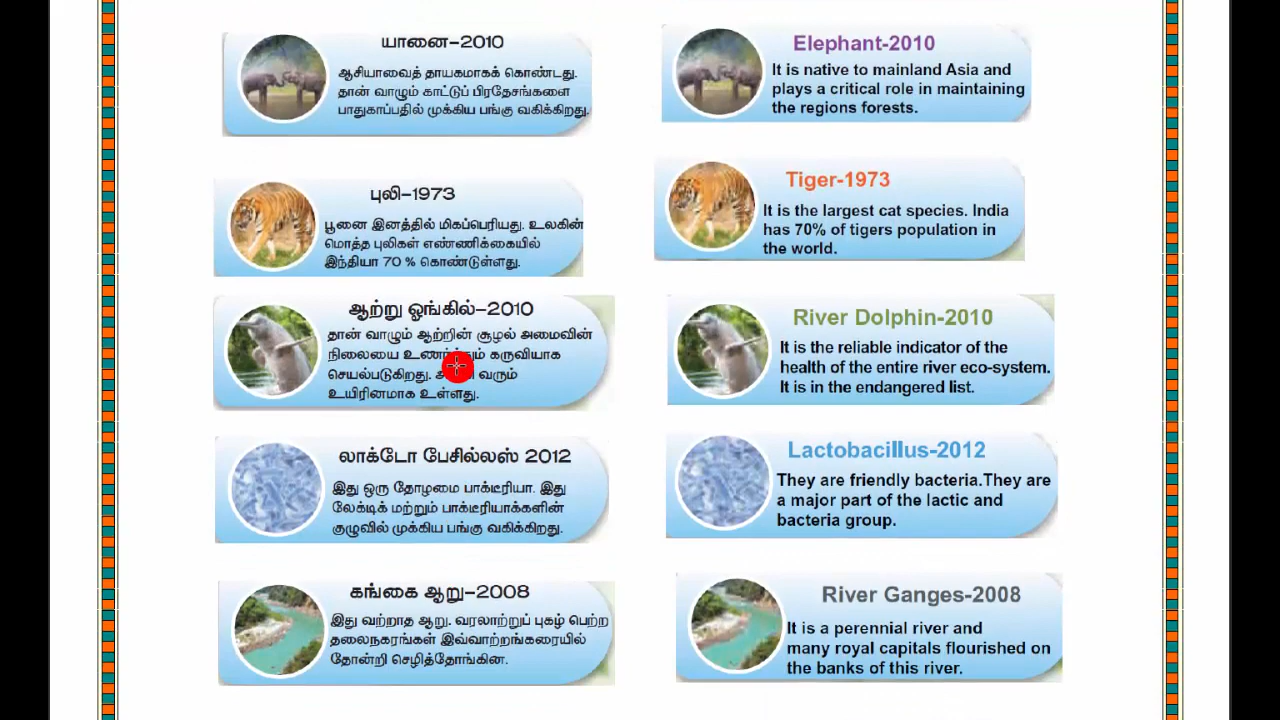 யானை-2010
ஆசியாவைத் தாயகமாகக் கொண்டது.
தான் வாழும் காட்டுப் பிரதேசங்களை
பாதுகாப்பதில் முக்கிய பங்கு வகிக்கிறது.
Elephant-2010
It is native to mainland Asia and
plays a critical role in maintaining
the regions forests.
புலி-1973
பூனை இனத்தில் மிகப்பெரியது. உலகின்
மொத்த புலிகள் எண்ணிக்கையில்
இந்தியா 70 % கொண்டுள்ளது.
Tiger-1973
It is the largest cat species. India
has 70% of tigers population in
the world.
ஆற்று ஓங்கில்-2010
தான் வாழும் ஆற்றின் சூழல் அமைவின்
நிலையை கருவியாக
செயல்படுகிறது. வரும்
உயிரினமாக உள்ளது.
River Dolphin-2010
It is the reliable indicator of the
health of the entire river eco-system.
It is in the endangered list.
லாக்டோ பேசில்லஸ் 2012
இது ஒரு தோழமை பாக்டீரியா. இது
லேக்டிக் மற்றும் பாக்டீரியாக்களின்
குழுவில் முக்கிய பங்கு வகிக்கிறது.
Lactobacillus-2012
They are friendly bacteria.They are
a major part of the lactic and
bacteria group.
கங்கை ஆறு-2008
இது வற்றாத ஆறு. வரலாற்றுப் புகழ் பெற்ற
தலைநகரங்கள் இவ்வாற்றங்கரையில்
தோன்றி செழித்தோங்கின.
River Ganges-2008
It is a perennial river and
many royal capitals flourished on
the banks of this river.